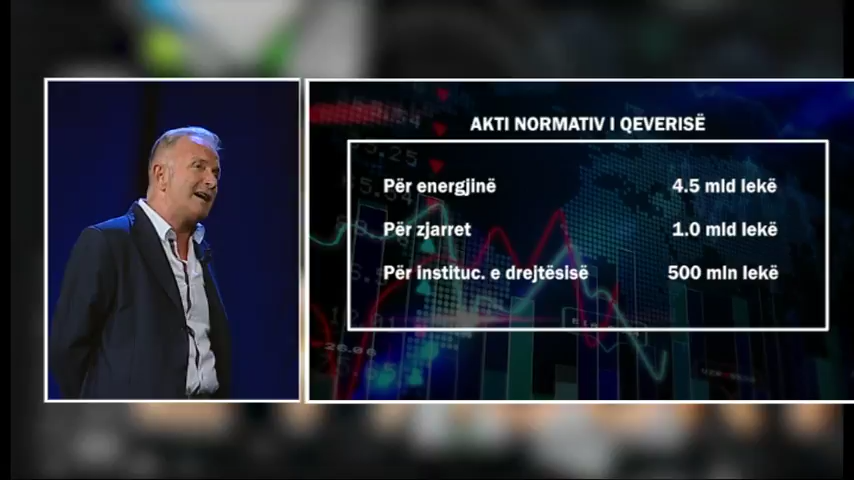 AKTI NORMATIV I QEVERISË
Për energjinë 4.5 mld lekë
Për zjarret 1.0 mld lekë
Për instituc. e drejtësisë 500 mln lekë